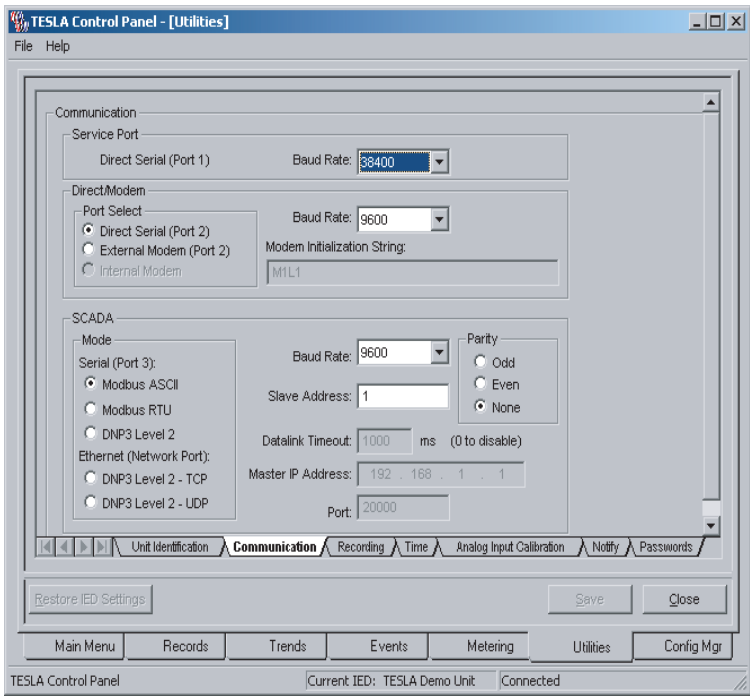 TESLA Control Panel - [Utilities]
File Help
Communication
Service Port
Direct Serial (Port 1) Baud Rate: 38400
Direct/Modem
Port Select
Direct Serial (Port 2) Baud Rate: 9600
External Modem (Port 2) Modem Initialization String:
Internal Modem M1L1
SCADA
Mode Parity
Serial (Port 3): Baud Rate: 9600 Odd
Modbus ASCII Slave Address: 1 Even
Modbus RTU None
DNP3 Level 2 Datalink Timeout: 1000 ms (0 to disable)
Ethernet (Network Port):
DNP3 Level 2 - TCP Master IP Address: 192 . 168 . 1 . 1
DNP3 Level 2 - UDP Port: 20000
Unit Identification Communication Recording Time Analog Input Calibration Notify Passwords
Restore IED Settings Save Close
Main Menu Records Trends Events Metering Utilities Config Mgr
TESLA Control Panel Current IED: TESLA Demo Unit Connected